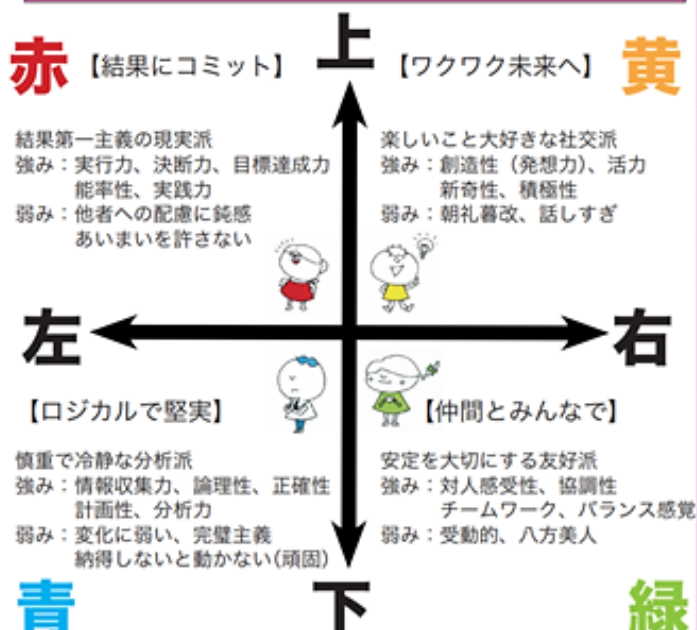 上
赤
【結果にコミット】
結果第一主義の現実派
強み：実行力、決断力、目標達成力
能率性、実践力
弱み：他者への配慮に鈍感
あいまいを許さない
【ワクワク未来へ】
黄
楽しいこと大好きな社交派
強み：創造性（発想力）、活力
新奇性、積極性
弱み：朝礼暮改、話しすぎ
左
右
【ロジカルで堅実】
慎重で冷静な分析派
強み：情報収集力、論理性、正確性
計画性、分析力
弱み：変化に弱い、完璧主義
納得しないと動かない(頑固)
青
【仲間とみんなで】
安定を大切にする友好派
強み：対人感受性、協調性
チームワーク、バランス感覚
弱み：受動的、八方美人
緑
下